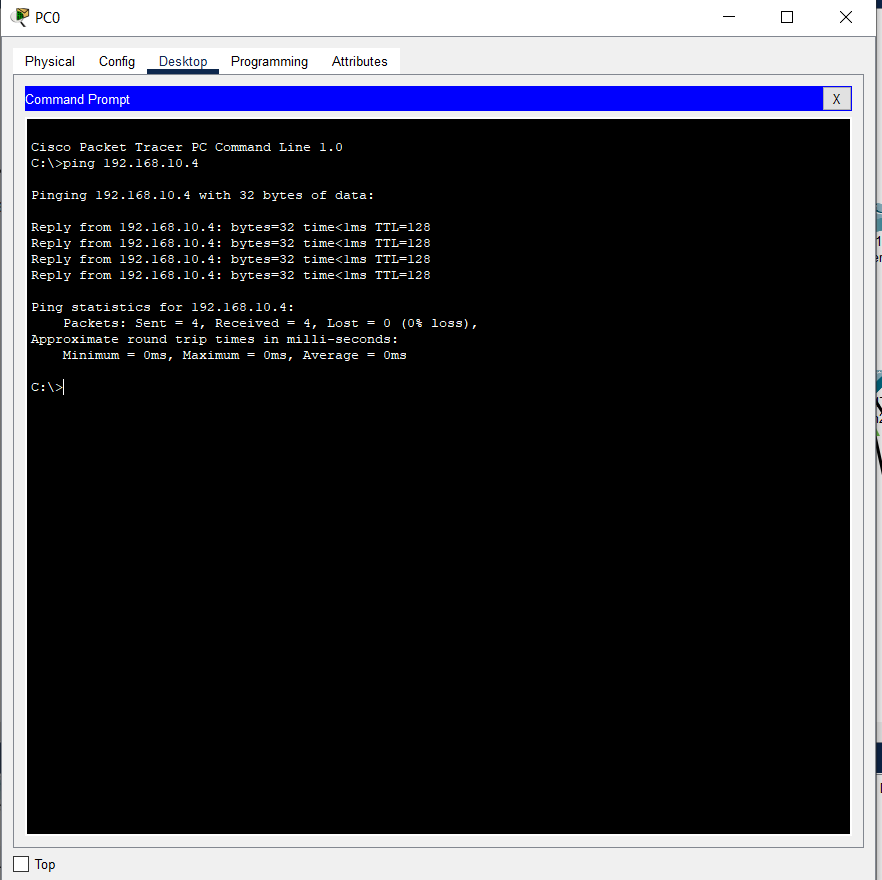 PC0
Physical Config Desktop Programming Attributes
Command Prompt X
Cisco Packet Tracer PC Command Line 1.0
C:\>ping 192.168.10.4
Pinging 192.168.10.4 with 32 bytes of data:
Reply from 192.168.10.4: bytes=32 time<1ms TTL=128
Reply from 192.168.10.4: bytes=32 time<1ms TTL=128
Reply from 192.168.10.4: bytes=32 time<1ms TTL=128
Reply from 192.168.10.4: bytes=32 time<1ms TTL=128
Ping statistics for 192.168.10.4:
Packets: Sent = 4, Received = 4, Lost = 0 (0% loss),
Approximate round trip times in milli-seconds:
Minimum = 0ms, Maximum = 0ms, Average = 0ms
C:\>
Top